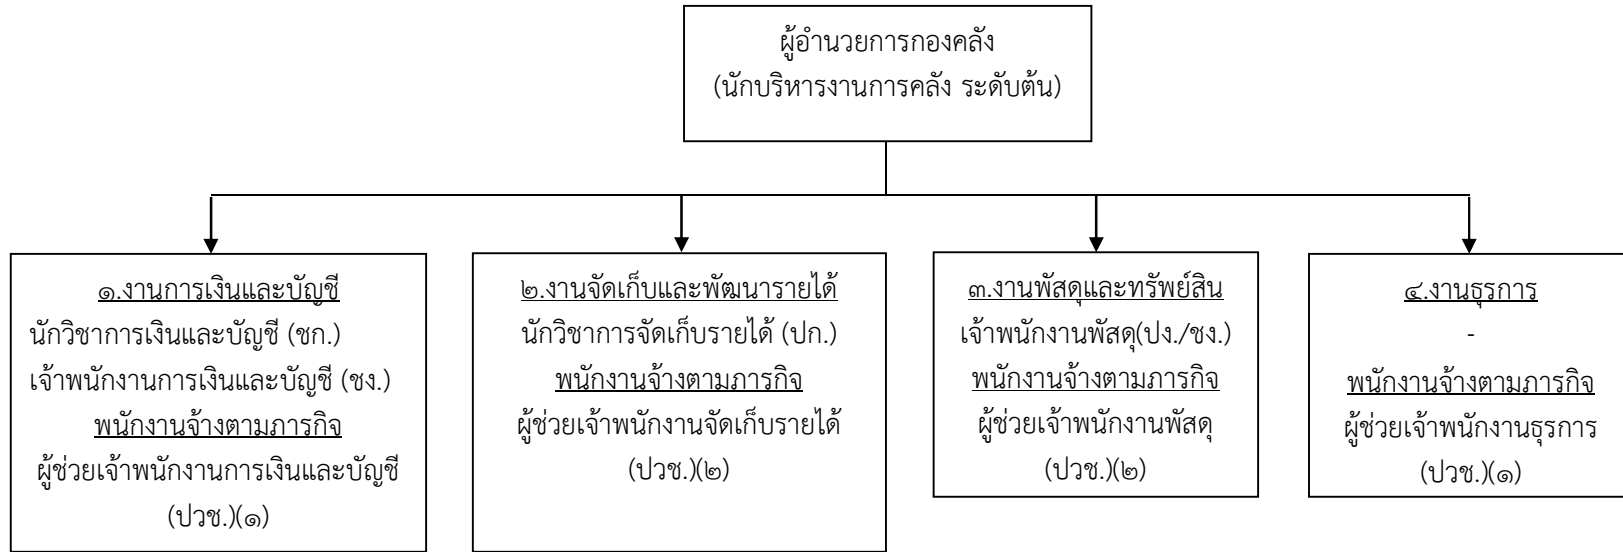 ผู้อำนวยการกองคลัง
(นักบริหารงานการคลัง ระดับต้น)
๑.งานการเงินและบัญชี
นักวิชาการเงินและบัญชี (ชก.)
เจ้าพนักงานการเงินและบัญชี (ชง.)
พนักงานจ้างตามภารกิจ
ผู้ช่วยเจ้าพนักงานการเงินและบัญชี
(ปวช.)(๑)
๒.งานจัดเก็บและพัฒนารายได้
นักวิชาการจัดเก็บรายได้ (ปก.)
พนักงานจ้างตามภารกิจ
ผู้ช่วยเจ้าพนักงานจัดเก็บรายได้
(ปวช.)(๒)
๓.งานพัสดุและทรัพย์สิน
เจ้าพนักงานพัสดุ(ปง./ชง.)
พนักงานจ้างตามภารกิจ
ผู้ช่วยเจ้าพนักงานพัสดุ
(ปวช.)(๒)
๔.งานธุรการ
-
พนักงานจ้างตามภารกิจ
ผู้ช่วยเจ้าพนักงานธุรการ
(ปวช.)(๑)